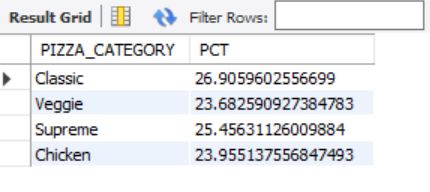 Result Grid Filter Rows:
PIZZA_CATEGORY PCT
Classic 26.9059602556699
Veggie 23.682590927384783
Supreme 25.45631126009884
Chicken 23.955137556847493